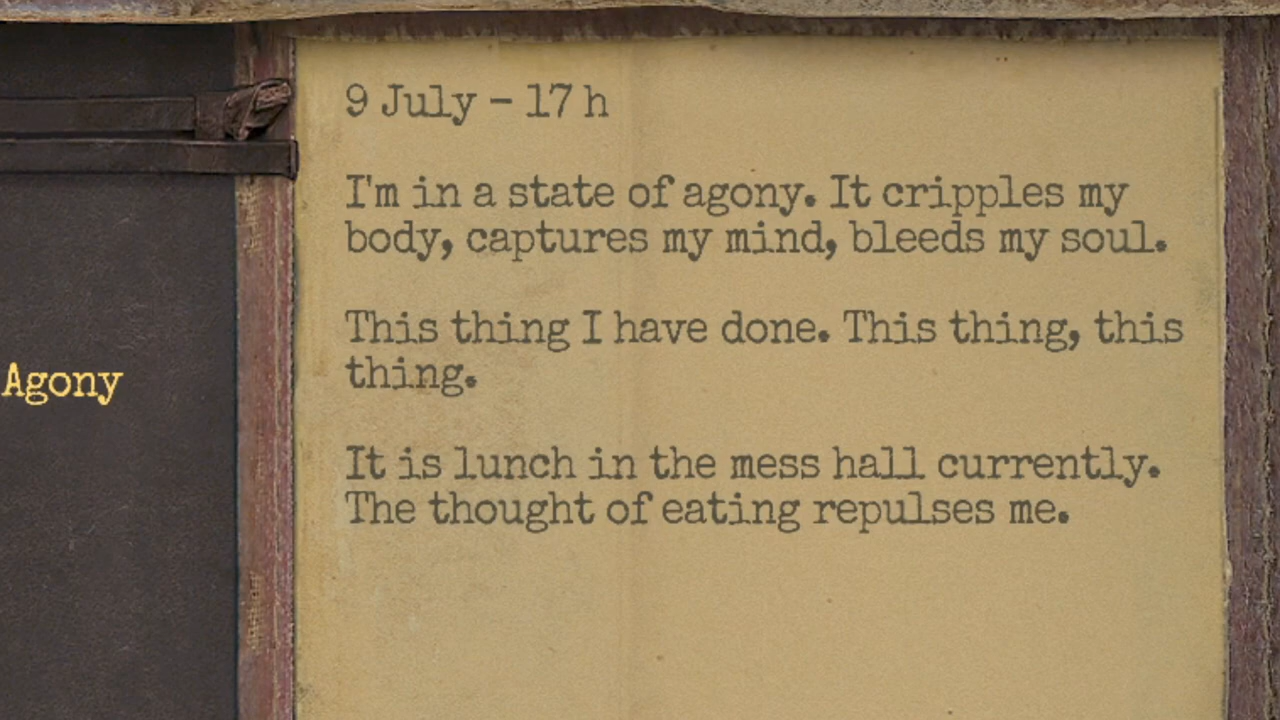 9 July - 17 h
I'm in a state of agony. It cripples my
body, captures my mind, bleeds my soul.
This thing I have done. This thing, this
thing.
Agony
It is lunch in the mess hall currently.
The thought of eating repulses me.